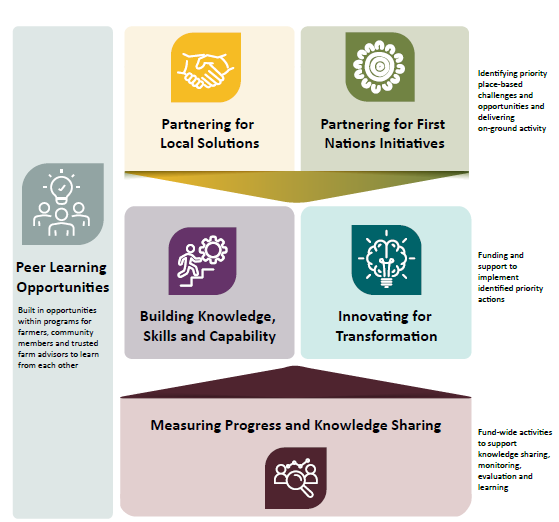 Partnering for
Local Solutions
Partnering for First
Nations Initiatives
Identifying priority
place-based
challenges and
opportunities and
delivering
on-ground activity
Peer Learning
Opportunities
Built in opportunities
within programs for
farmers, community
members and trusted
farm advisors to learn
from each other
Building Knowledge,
Skills and Capability
Innovating for
Transformation
Funding and
support to
implement
identified priority
actions
Measuring Progress and Knowledge Sharing
Fund-wide activities
to support
knowledge sharing,
monitoring,
evaluation and
learning